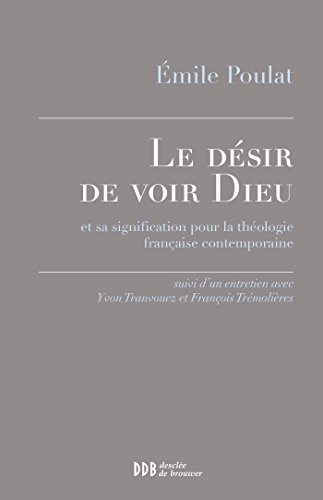 Émile Poulat
Le désir
de voir Dieu
et sa signification pour la théologie
française contemporaine
suivi d'un entretien avec
Yvon Tranvouez et François Trémolières
DDB desclée
de brouwer